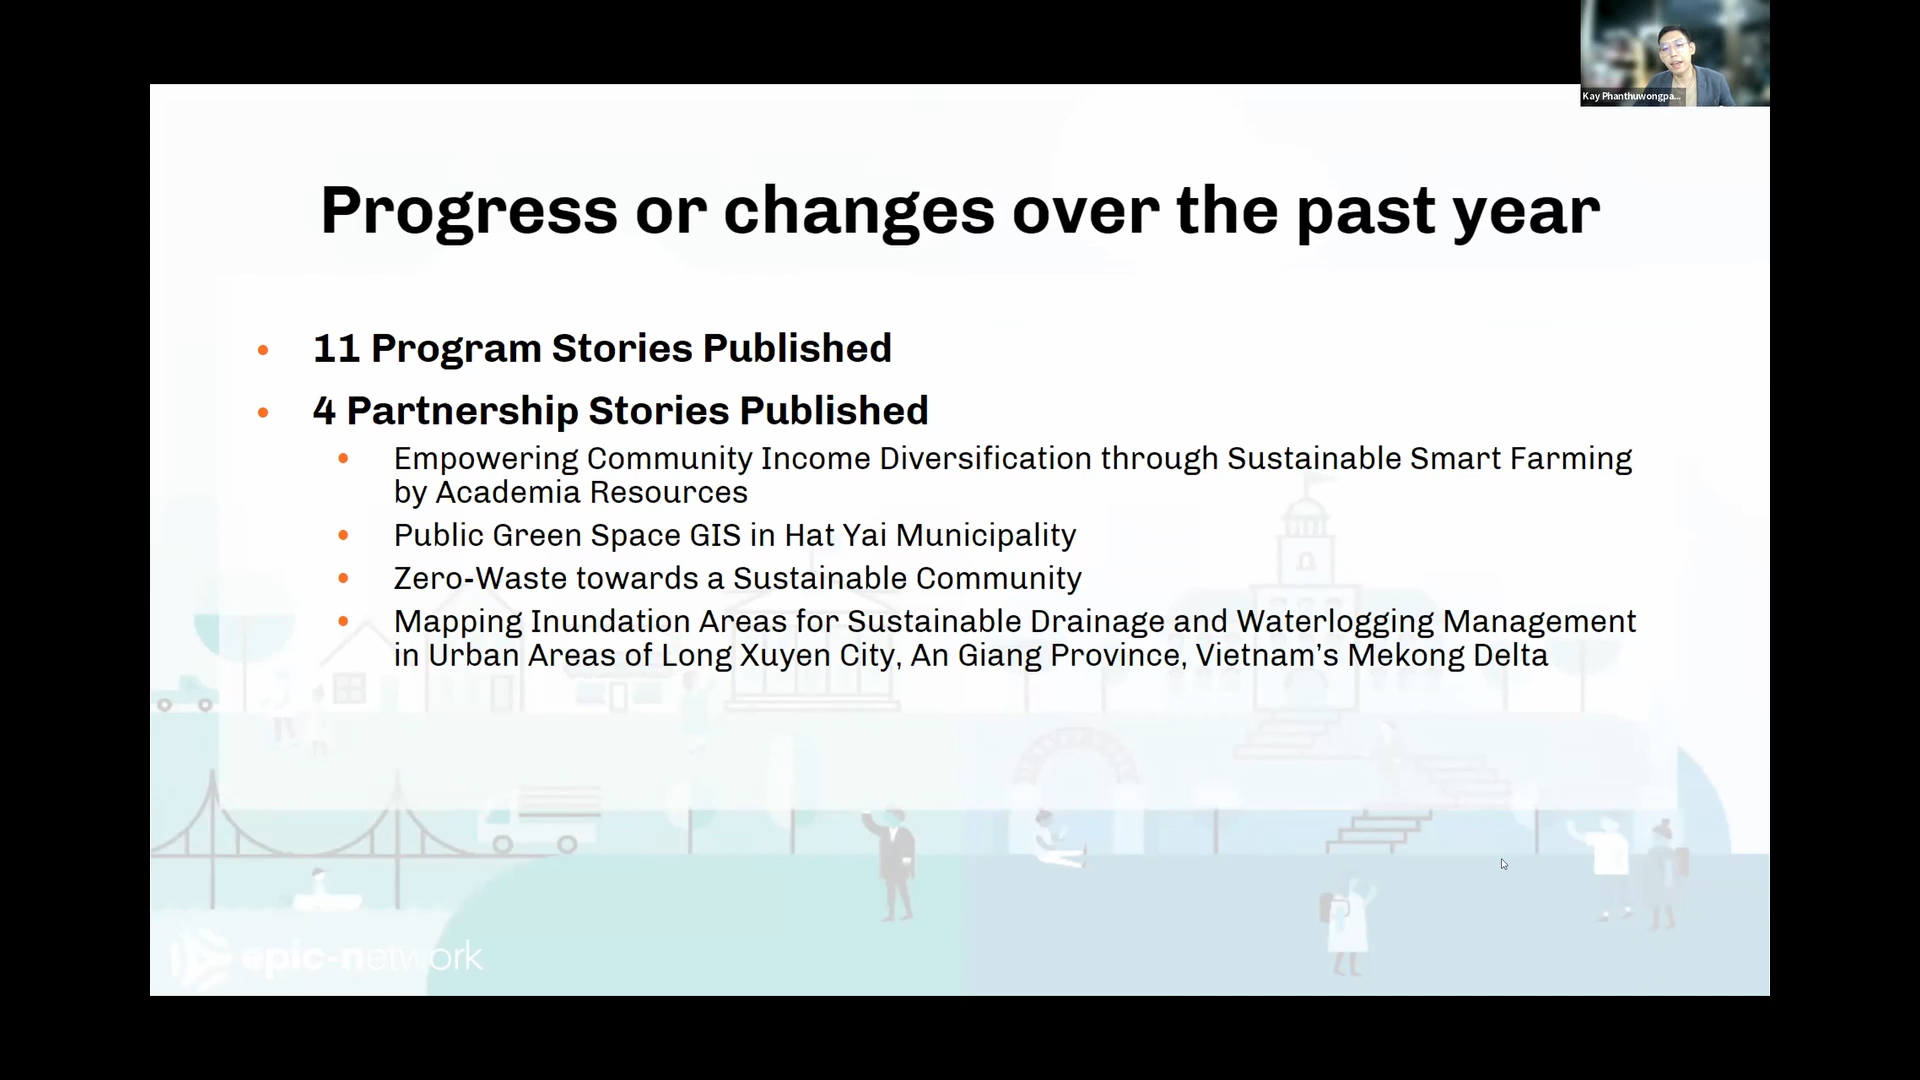 Kay Phanthuwongpa...
Progress or changes over the past year
• 11 Program Stories Published
• 4 Partnership Stories Published
• Empowering Community Income Diversification through Sustainable Smart Farming
by Academia Resources
• Public Green Space GIS in Hat Yai Municipality
• Zero-Waste towards a Sustainable Community
• Mapping Inundation Areas for Sustainable Drainage and Waterlogging Management
in Urban Areas of Long Xuyen City, An Giang Province, Vietnam’s Mekong Delta
UNIVERSITY
epic-network